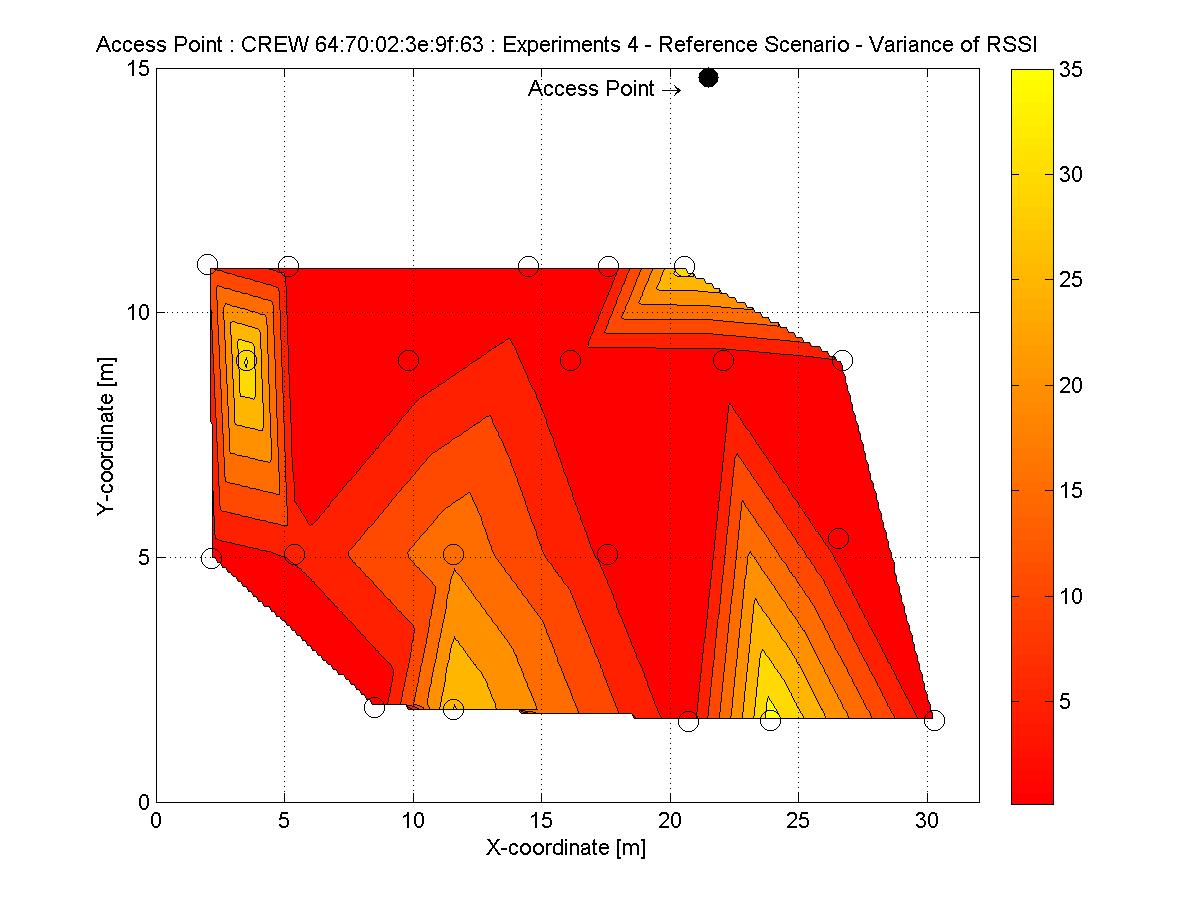 Access Point : CREW 64:70:02:3e:9f:63 : Experiments 4 - Reference Scenario - Variance of RSSI
Access Point →
15
10
5
0
Y-coordinate [m]
0 5 10 15 20 25 30
X-coordinate [m]
35
30
25
20
15
10
5